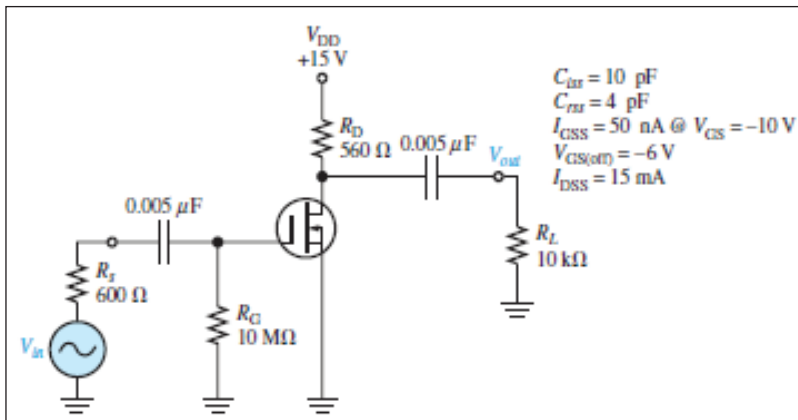 V_DD
+15 V
C_iss = 10 pF
C_rss = 4 pF
I_GSS = 50 nA @ V_GS = −10 V
V_GS(off) = −6 V
I_DSS = 15 mA
R_D
560 Ω
0.005 μF
V_out
0.005 μF
R_s
600 Ω
R_G
10 MΩ
R_L
10 kΩ
V_in